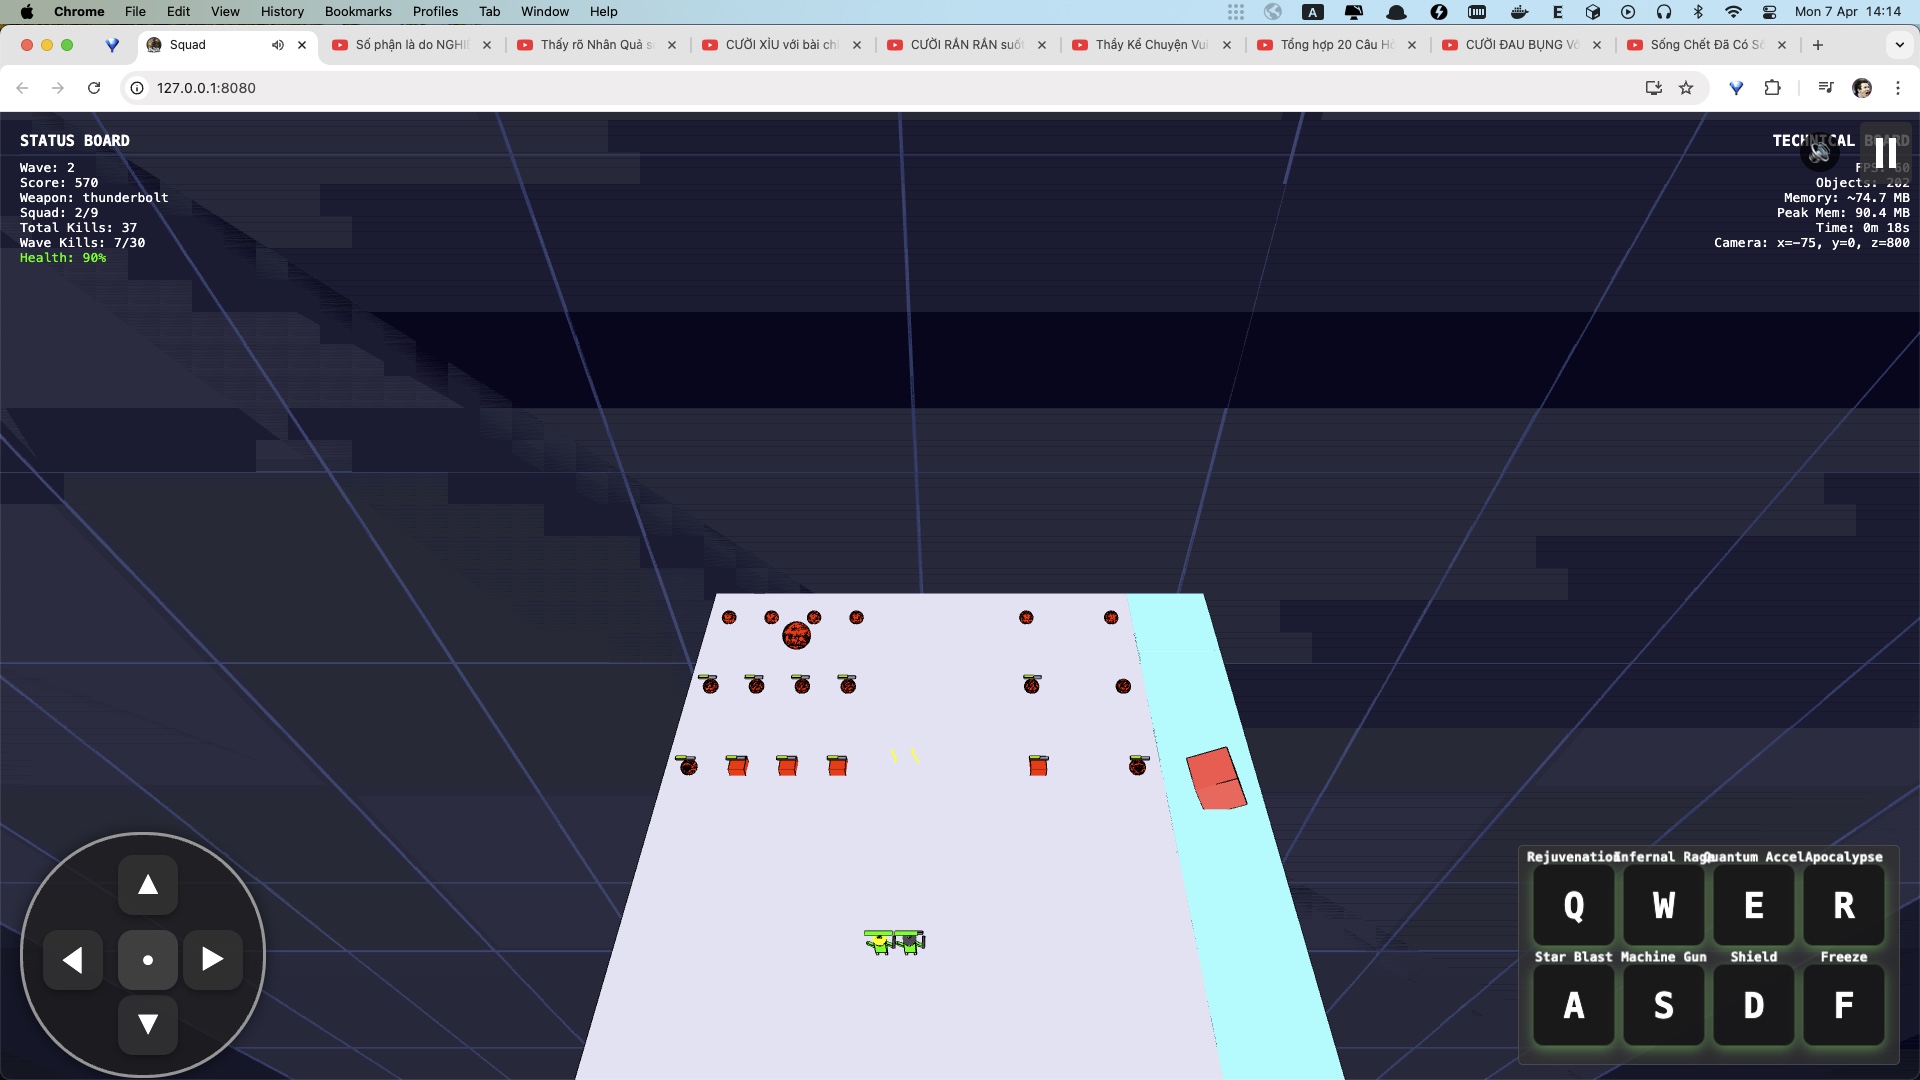 Chrome File Edit View History Bookmarks Profiles Tab Window Help A E Mon 7 Apr 14:14
Squad Số phận là do NGHI Thấy rõ Nhân Quả s CƯỜI XỈU với bài ch CƯỜI RẦN RẦN suốt Thầy Kể Chuyện Vui Tổng hợp 20 Câu H CƯỜI ĐAU BỤNG V Sống Chết Đã Có S
127.0.0.1:8080
STATUS BOARD
Wave: 2
Score: 570
Weapon: thunderbolt
Squad: 2/9
Total Kills: 37
Wave Kills: 7/30
Health: 90%
TECHNICAL BOARD
FPS: 60
Objects: 202
Memory: ~74.7 MB
Peak Mem: 90.4 MB
Time: 0m 18s
Camera: x=-75, y=0, z=800
Rejuvenation Infernal Rage Quantum Accel Apocalypse
Q W E R
Star Blast Machine Gun Shield Freeze
A S D F